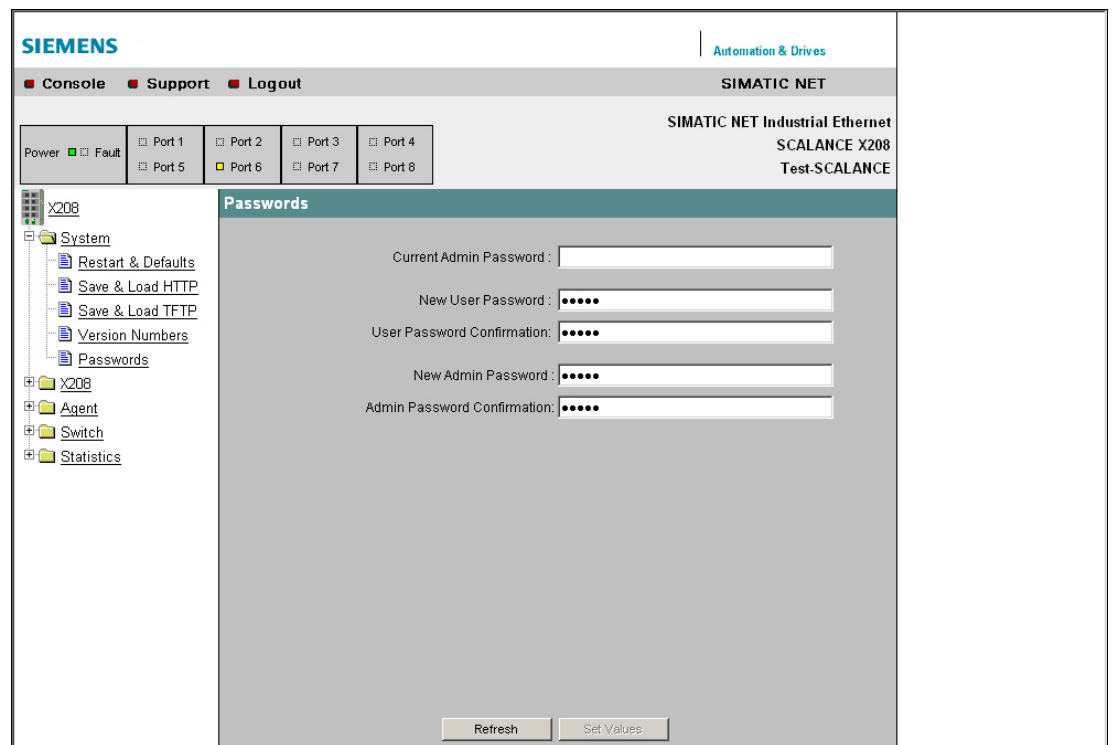 SIEMENS
Automation & Drives
Console Support Logout SIMATIC NET
SIMATIC NET Industrial Ethernet
SCALANCE X208
Test-SCALANCE
Power Fault
Port 1 Port 2 Port 3 Port 4
Port 5 Port 6 Port 7 Port 8
X208
System
Restart & Defaults
Save & Load HTTP
Save & Load TFTP
Version Numbers
Passwords
X208
Agent
Switch
Statistics
Passwords
Current Admin Password :
New User Password : •••••
User Password Confirmation: •••••
New Admin Password : •••••
Admin Password Confirmation: •••••
Refresh Set Values